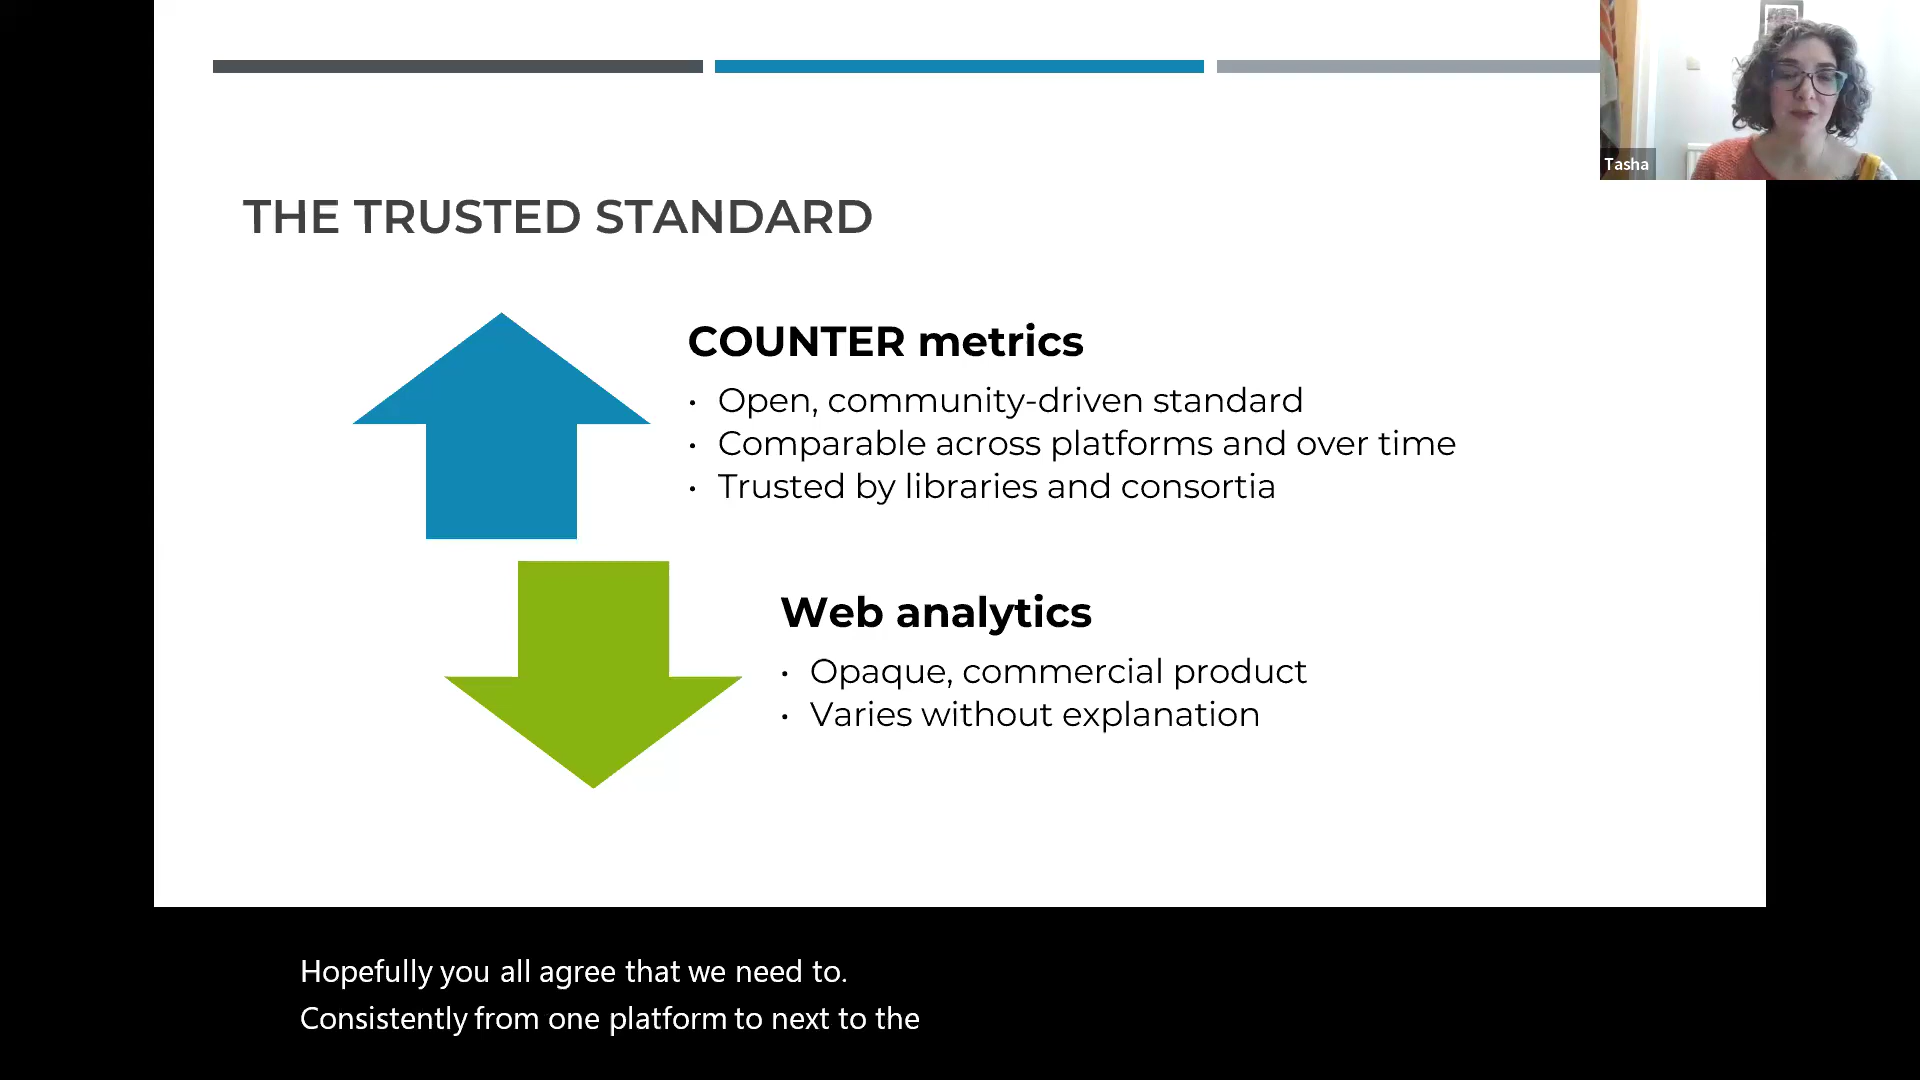 Tasha
THE TRUSTED STANDARD
COUNTER metrics
• Open, community-driven standard
• Comparable across platforms and over time
• Trusted by libraries and consortia
Web analytics
• Opaque, commercial product
• Varies without explanation
Hopefully you all agree that we need to.
Consistently from one platform to next to the